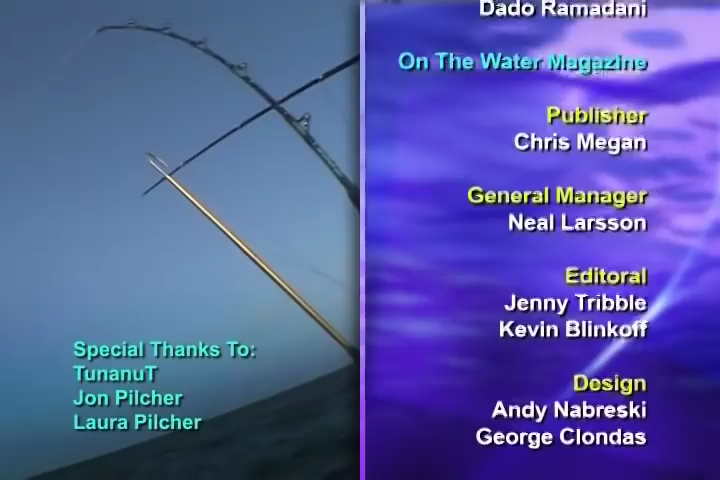 Special Thanks To:
TunanuT
Jon Pilcher
Laura Pilcher
Dado Ramadani
On The Water Magazine
Publisher
Chris Megan
General Manager
Neal Larsson
Editoral
Jenny Tribble
Kevin Blinkoff
Design
Andy Nabreski
George Clondas